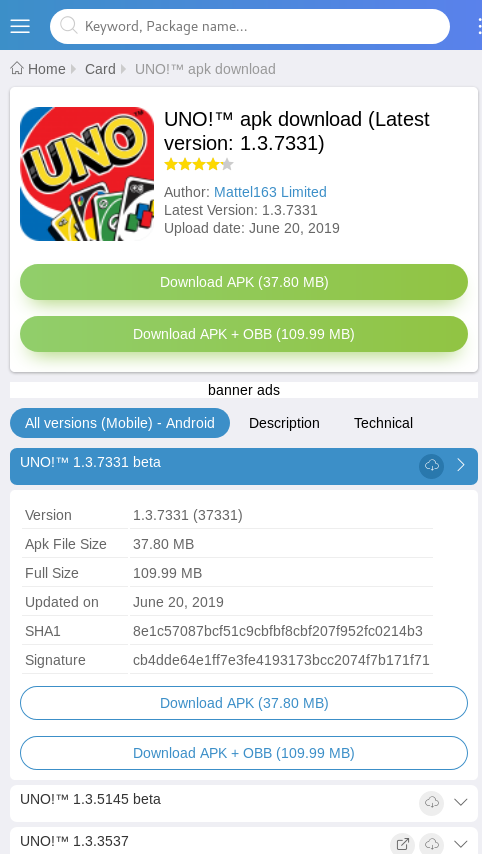 Keyword, Package name...
Home Card UNO!™ apk download
UNO
UNO!™ apk download (Latest
version: 1.3.7331)
Author: Mattel163 Limited
Latest Version: 1.3.7331
Upload date: June 20, 2019
Download APK (37.80 MB)
Download APK + OBB (109.99 MB)
banner ads
All versions (Mobile) - Android Description Technical
UNO!™ 1.3.7331 beta
Version 1.3.7331 (37331)
Apk File Size 37.80 MB
Full Size 109.99 MB
Updated on June 20, 2019
SHA1 8e1c57087bcf51c9cbfbf8cbf207f952fc0214b3
Signature cb4dde64e1ff7e3fe4193173bcc2074f7b171f71
Download APK (37.80 MB)
Download APK + OBB (109.99 MB)
UNO!™ 1.3.5145 beta
UNO!™ 1.3.3537